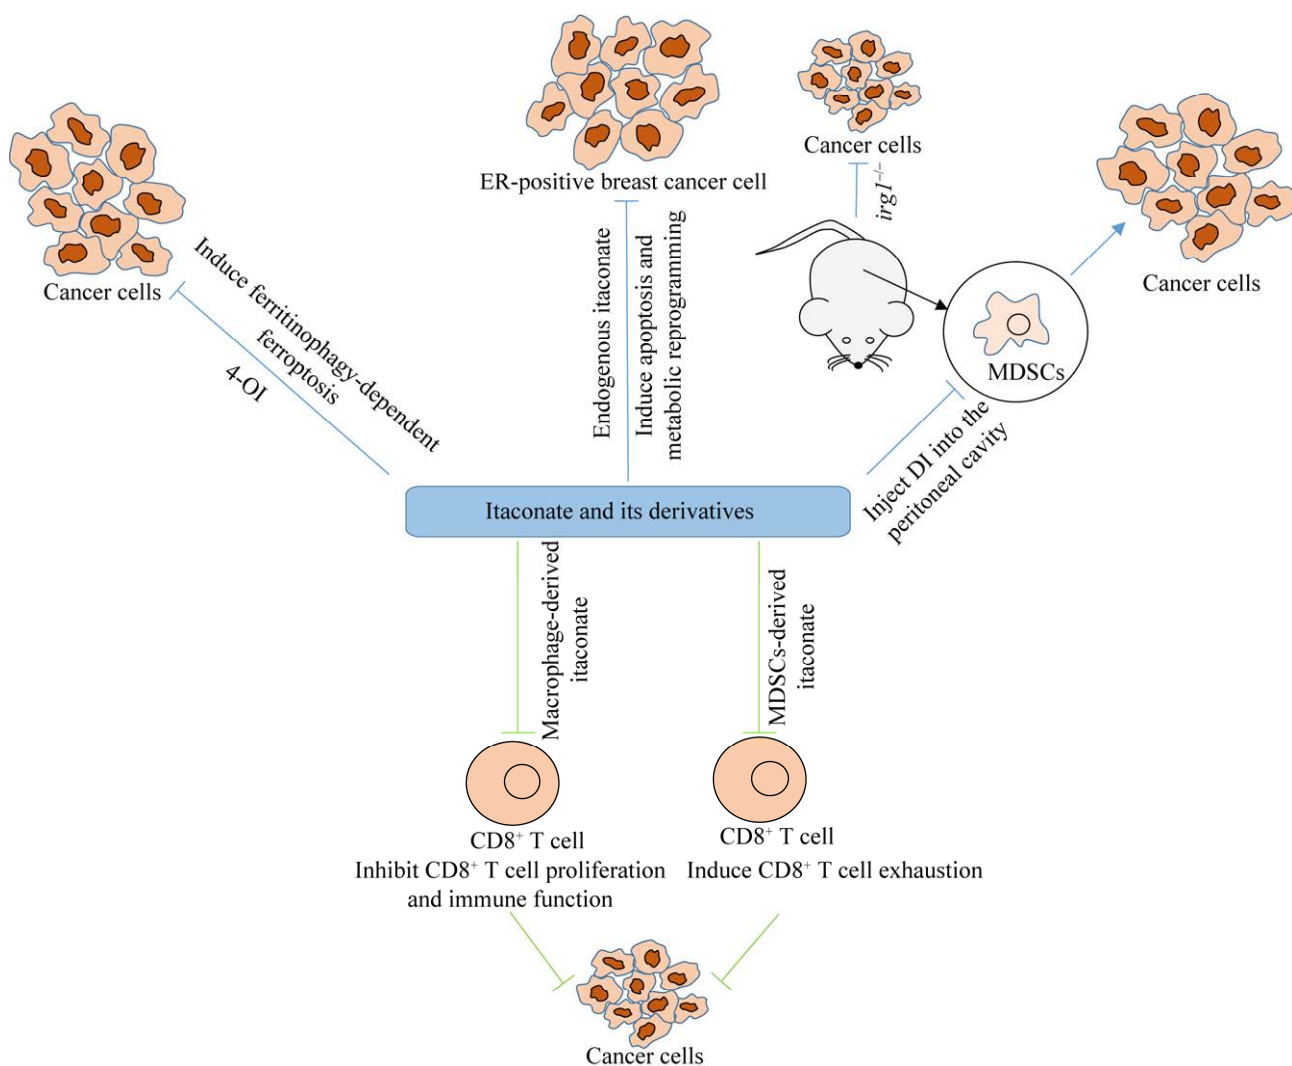 Cancer cells
ER-positive breast cancer cell
Cancer cells
irg1⁻/⁻
Cancer cells
MDSCs
Induce ferritinophagy-dependent
ferroptosis
4-OI
Endogenous itaconate
Induce apoptosis and
metabolic reprogramming
Inject DI into the
peritoneal cavity
Itaconate and its derivatives
Macrophage-derived
itaconate
MDSCs-derived
itaconate
CD8⁺ T cell
Inhibit CD8⁺ T cell proliferation
and immune function
CD8⁺ T cell
Induce CD8⁺ T cell exhaustion
Cancer cells